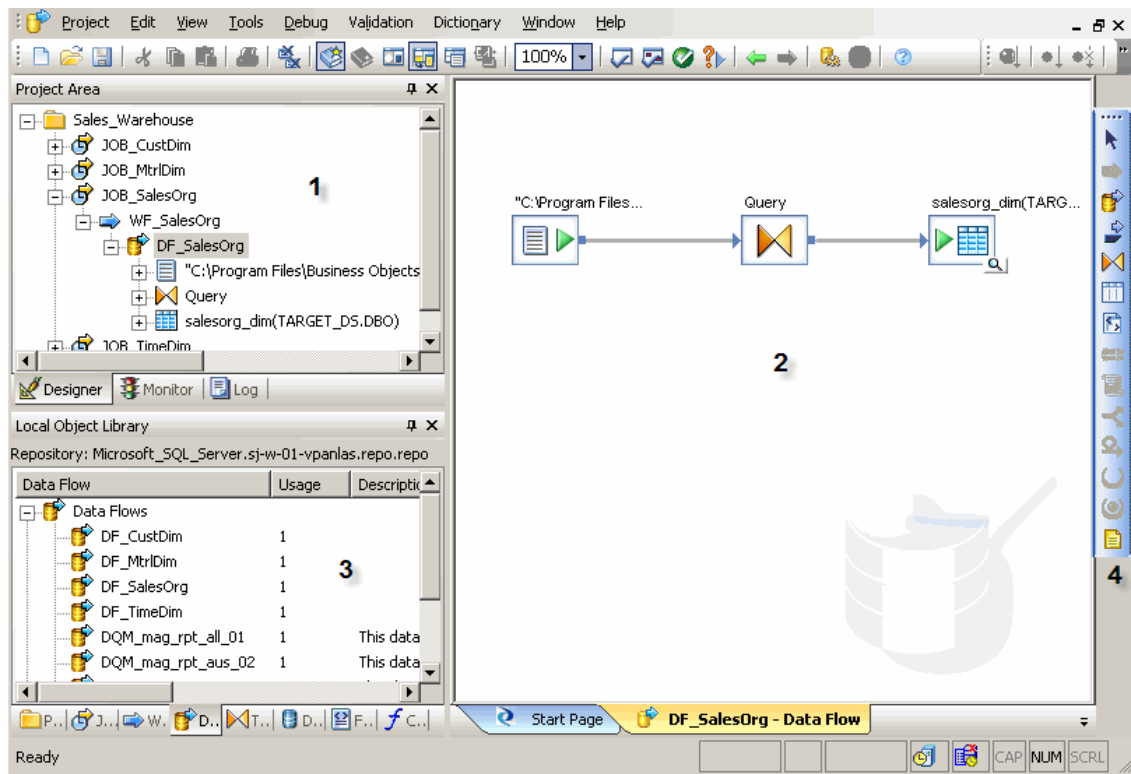 Project Edit View Tools Debug Validation Dictionary Window Help
100%
Project Area
Sales_Warehouse
JOB_CustDim
JOB_MtrlDim
JOB_SalesOrg
WF_SalesOrg
DF_SalesOrg
"C:\Program Files\Business Objects
Query
salesorg_dim(TARGET_DS.DBO)
JOB_TimeDim
1
Designer Monitor Log
"C:\Program Files... Query salesorg_dim(TARG...
2
Local Object Library
Repository: Microsoft_SQL_Server.sj-w-01-vpanlas.repo.repo
Data Flow Usage Descriptic
Data Flows
DF_CustDim 1
DF_MtrlDim 1
DF_SalesOrg 1
DF_TimeDim 1
DQM_mag_rpt_all_01 1 This data
DQM_mag_rpt_aus_02 1 This data
3
4
P.. J.. W. D.. T.. D.. F.. C..
Start Page DF_SalesOrg - Data Flow
Ready CAP NUM SCRL